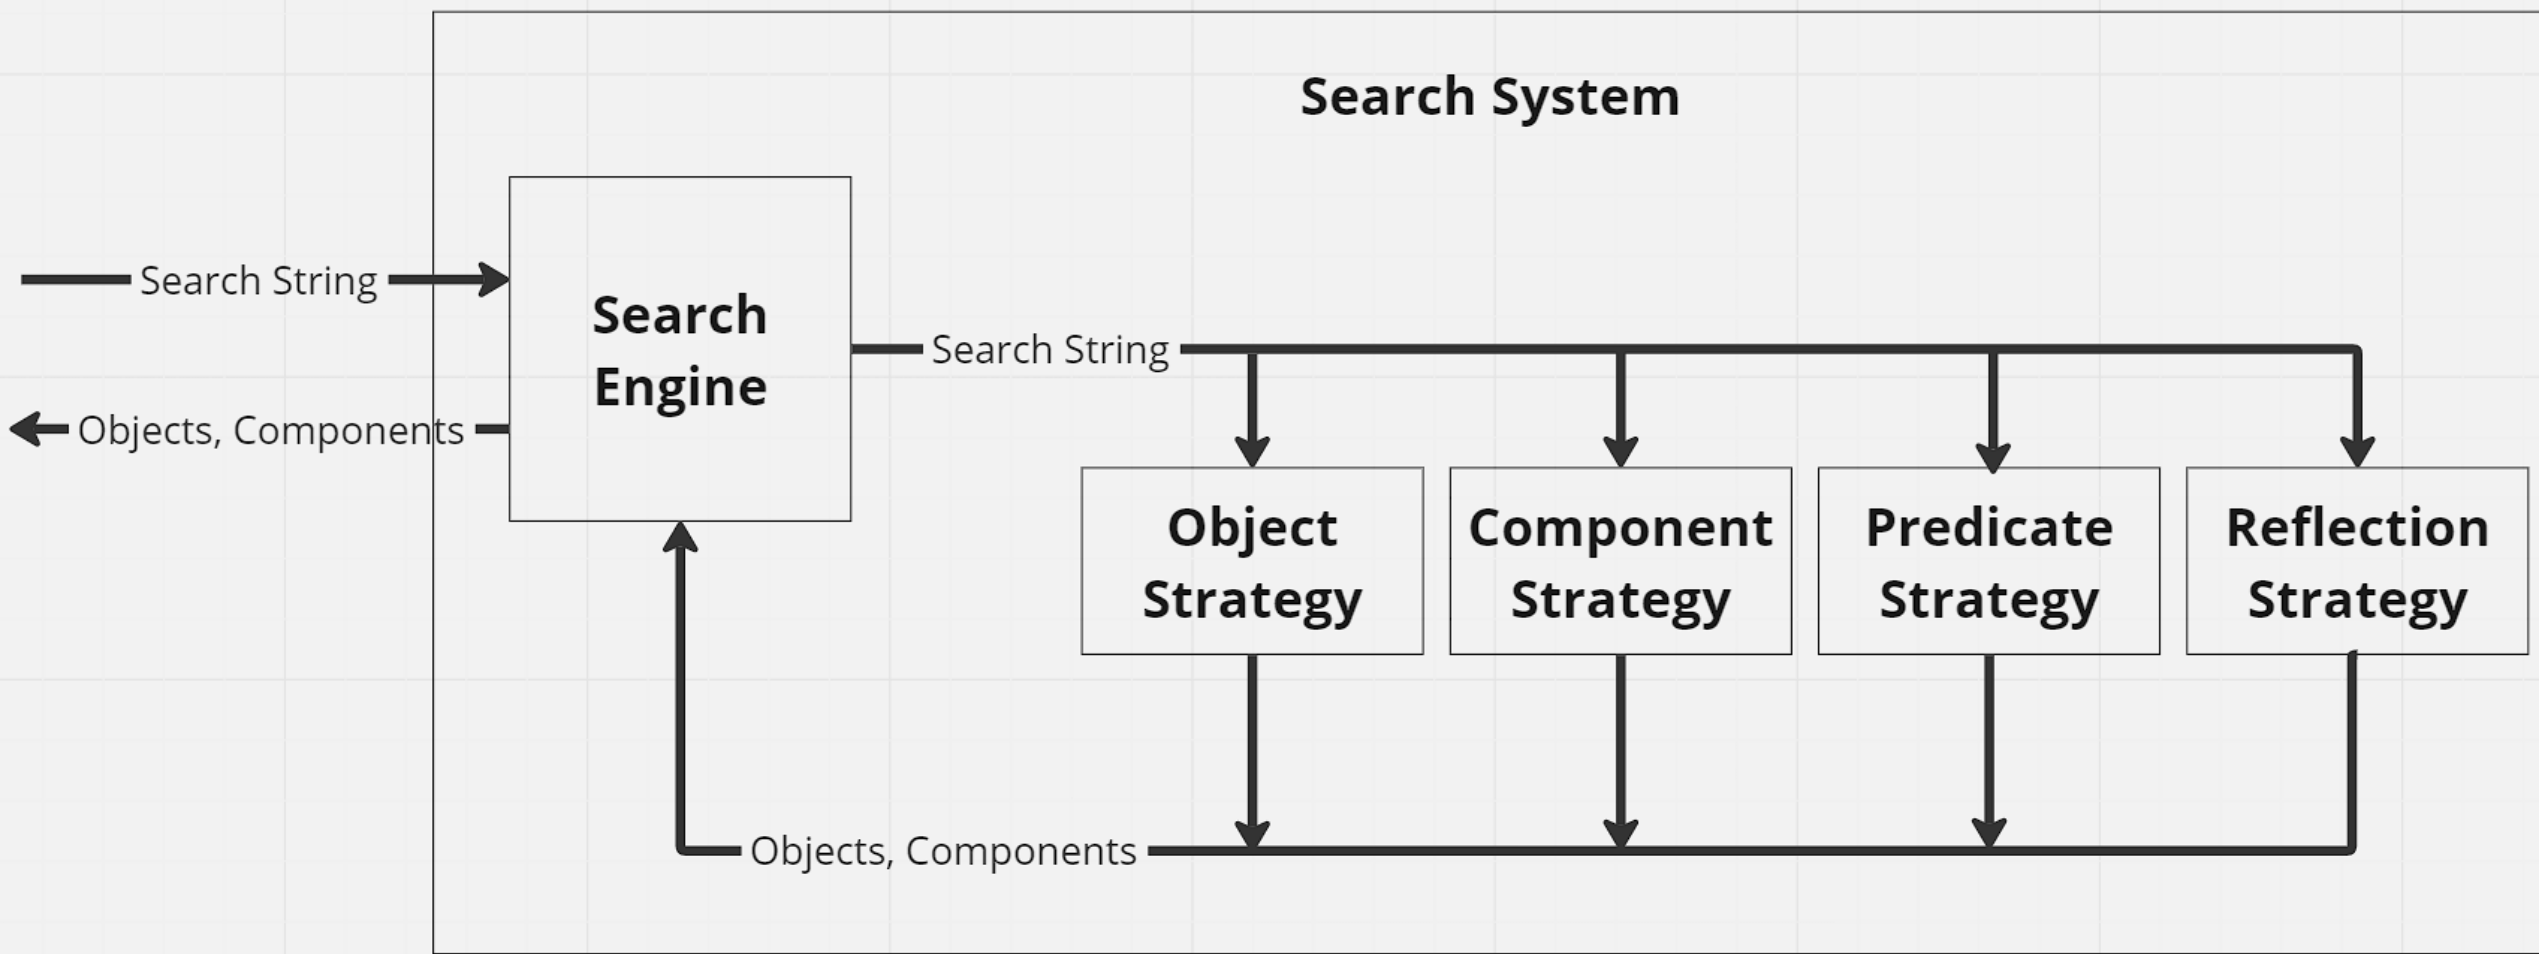 Search System
Search String
Search
Engine
Search String
Objects, Components
Object
Strategy
Component
Strategy
Predicate
Strategy
Reflection
Strategy
Objects, Components